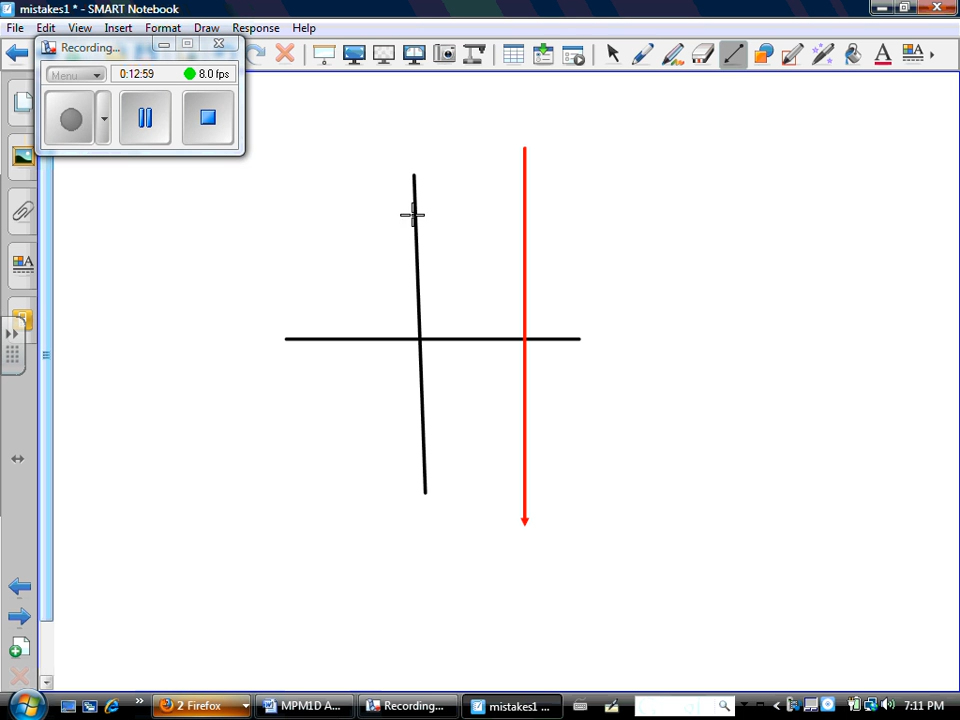 mistakes1 * - SMART Notebook
File Edit View Insert Format Draw Response Help
Recording...
Menu 0:12:59 8.0 fps
A A
A
2 Firefox MPM1D A... Recording... mistakes1 ... 7:11 PM